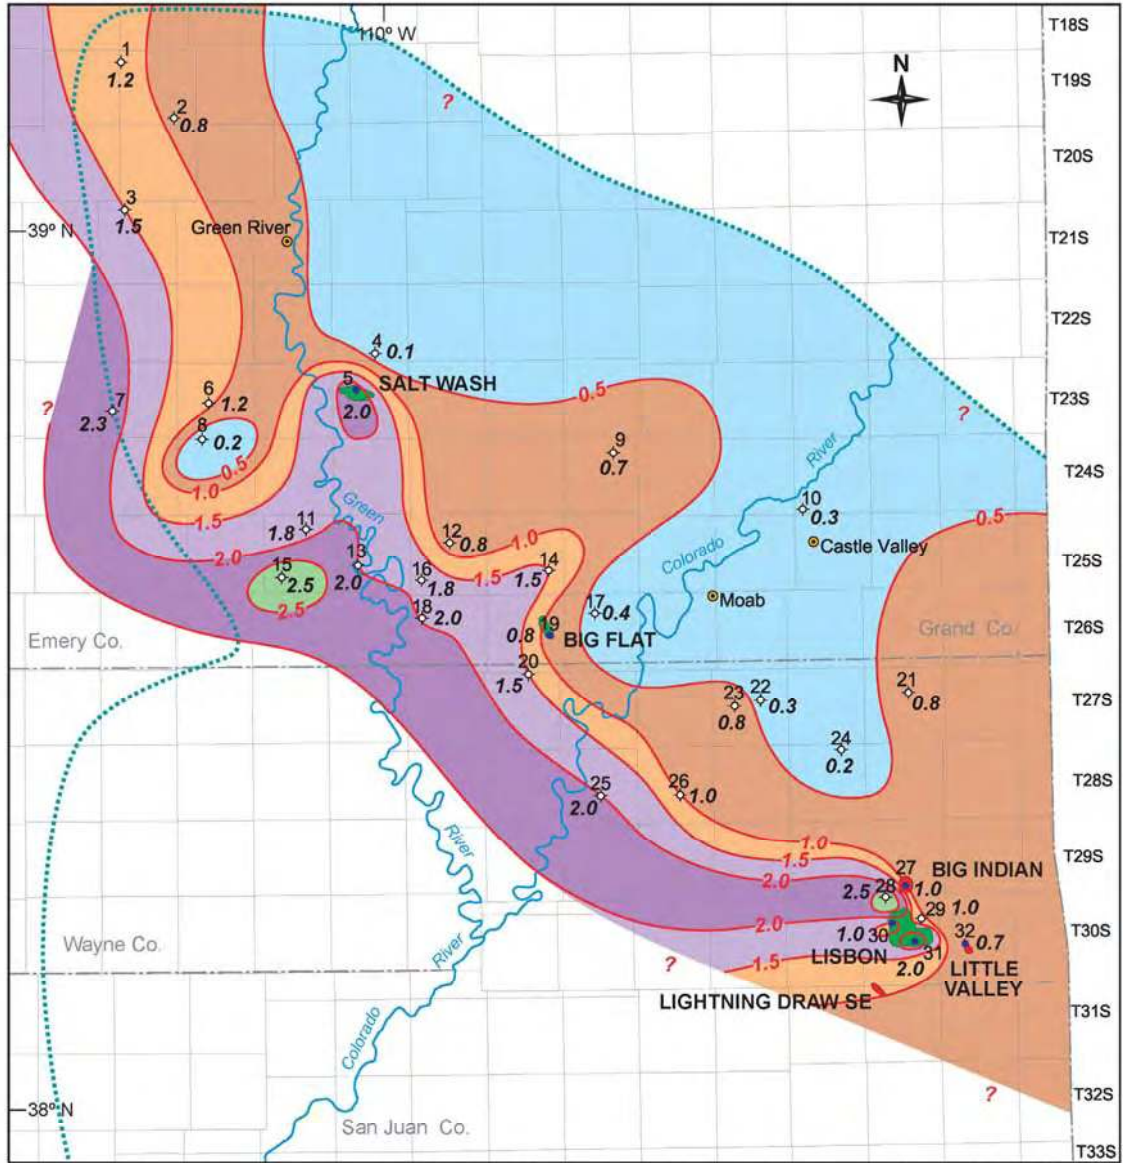 110° W
T18S
1
1.2
N
T19S
2
0.8
?
T20S
3
1.5
39° N
Green River
T21S
T22S
4
0.1
5
SALT WASH
2.0
0.5
T23S
6
1.2
7
2.3
?
8
0.2
0.5
?
9
0.7
River
T24S
1.0
1.5
Green
10
0.3
0.5
11
1.8
12
0.8
1.0
Colorado
Castle Valley
2.0
13
2.0
14
1.5
1.5
T25S
15
2.5
2.5
16
1.8
Moab
17
0.4
18
2.0
19
0.8
BIG FLAT
T26S
Emery Co.
Grand Co.
20
1.5
21
0.8
22
0.3
23
0.8
T27S
24
0.2
25
2.0
26
1.0
T28S
River
1.0
1.5
2.0
T29S
27
1.0
BIG INDIAN
28
2.5
29
1.0
2.0
Wayne Co.
River
1.0
30
31
32
0.7
T30S
LISBON
2.0
LITTLE
VALLEY
1.5
?
LIGHTNING DRAW SE
T31S
Colorado
?
T32S
38° N
San Juan Co.
T33S